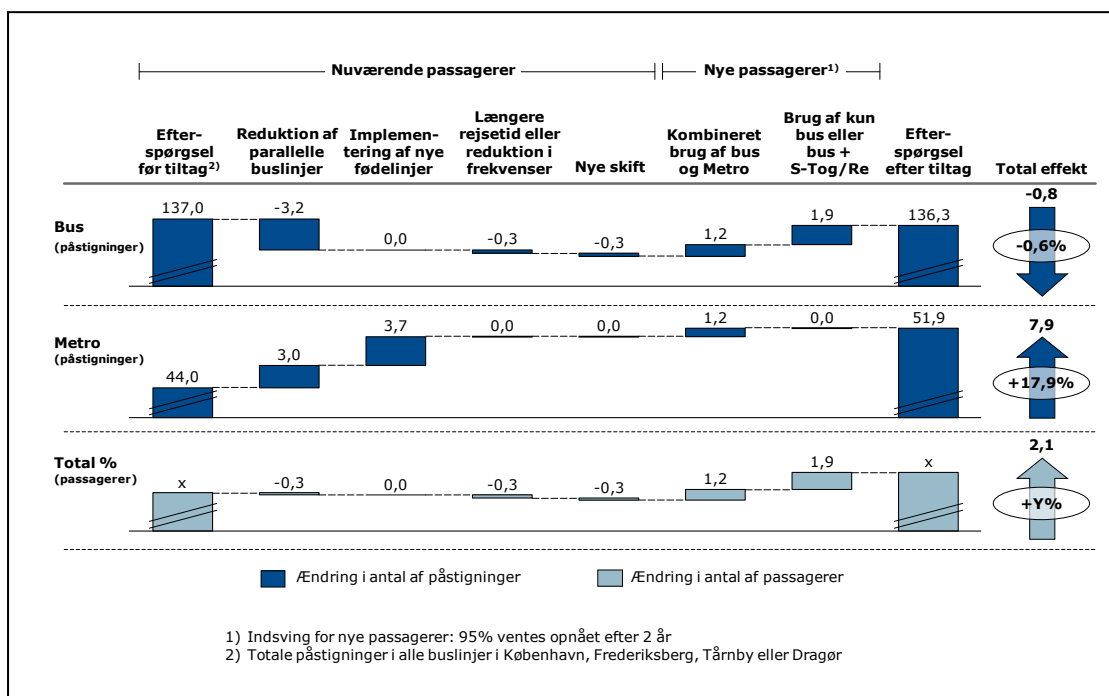 Nuværende passagerer
Nye passagerer1)
Efter-
spørgsel
før tiltag2)
Reduktion af
parallelle
buslinjer
Implemen-
tering af nye
fødelinjer
Længere
rejsetid eller
reduktion i
frekvenser
Nye skift
Kombineret
brug af bus
og Metro
Brug af kun
bus eller
bus +
S-Tog/Re
Efter-
spørgsel
efter tiltag
Total effekt
Bus
(påstigninger)
137,0
-3,2
0,0
-0,3
-0,3
1,2
1,9
136,3
-0,8
-0,6%
Metro
(påstigninger)
44,0
3,0
3,7
0,0
0,0
1,2
0,0
51,9
7,9
+17,9%
Total %
(passagerer)
x
-0,3
0,0
-0,3
-0,3
1,2
1,9
x
2,1
+Y%
Ændring i antal af påstigninger
Ændring i antal af passagerer
1) Indsving for nye passagerer: 95% ventes opnået efter 2 år
2) Totale påstigninger i alle buslinjer i København, Frederiksberg, Tårnby eller Dragør